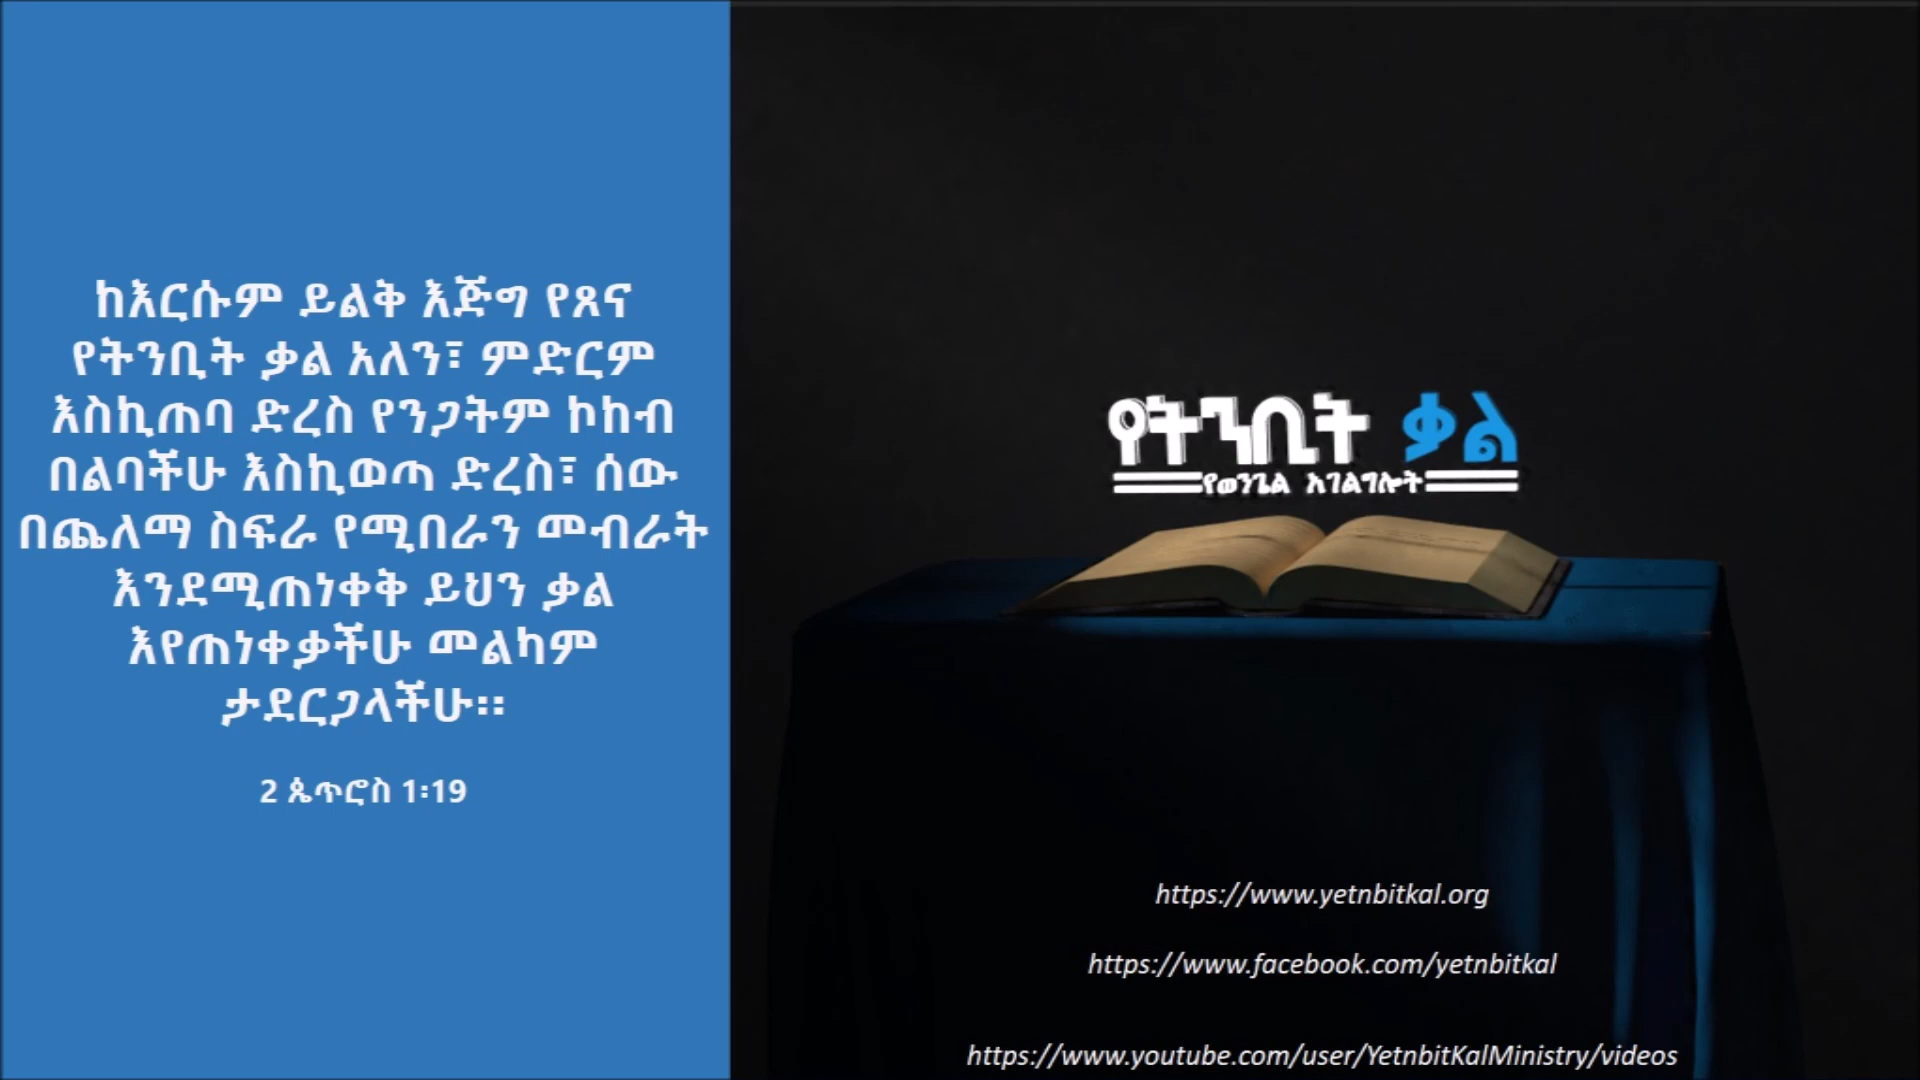 ከእርሱም ይልቅ እጅግ የጸና
የትንቢት ቃል አለን፣ ምድርም
እስኪጠባ ድረስ የንጋትም ኮከብ
በልባችሁ እስኪወጣ ድረስ፣ ሰው
በጨለማ ስፍራ የሚበራን መብራት
እንደሚጠነቀቅ ይህን ቃል
እየጠነቀቃችሁ መልካም
ታደርጋላችሁ፡፡
2 ጴጥሮስ 1፡19
የትንቢት ቃል
የወንጌል አገልግሎት
https://www.yetnbitkal.org
https://www.facebook.com/yetnbitkal
https://www.youtube.com/user/YetnbitKalMinistry/videos